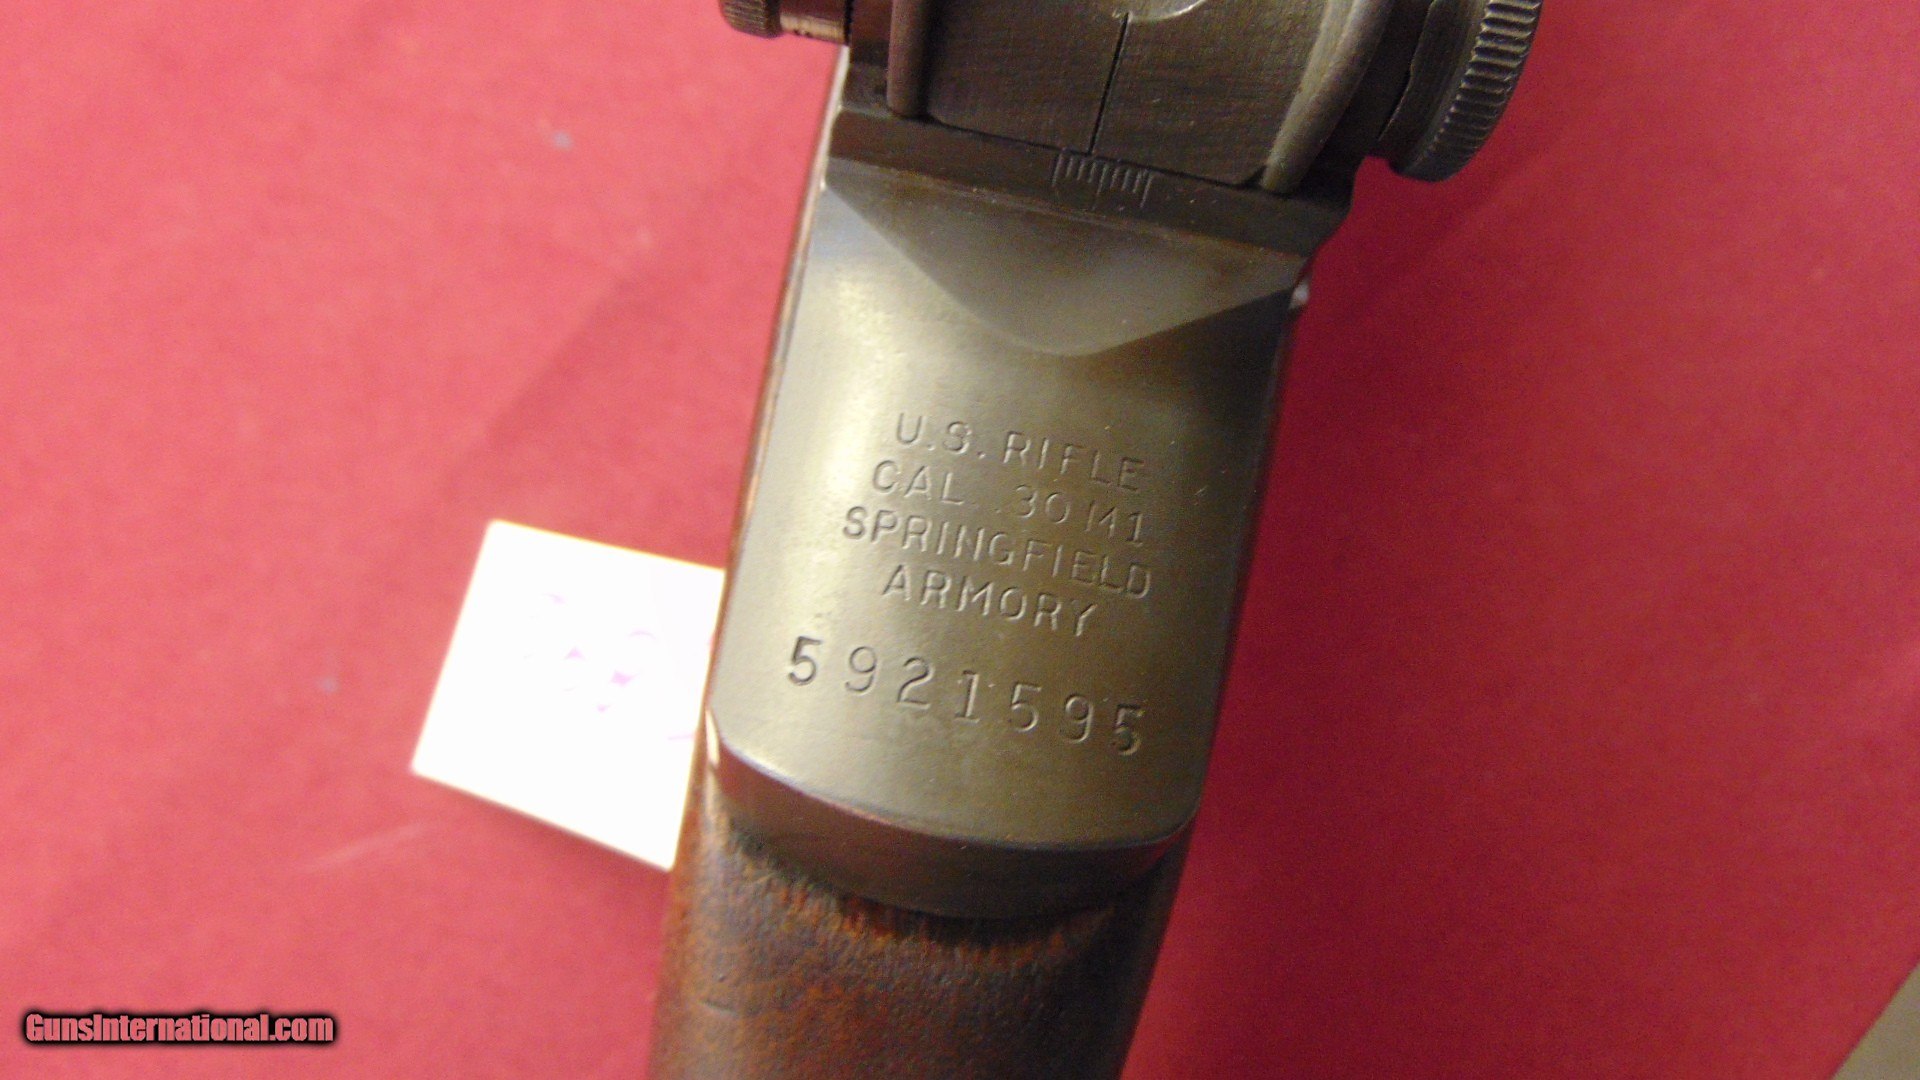 U.S. RIFLE
CAL. .30 M1
SPRINGFIELD
ARMORY
5921595
GunsInternational.com